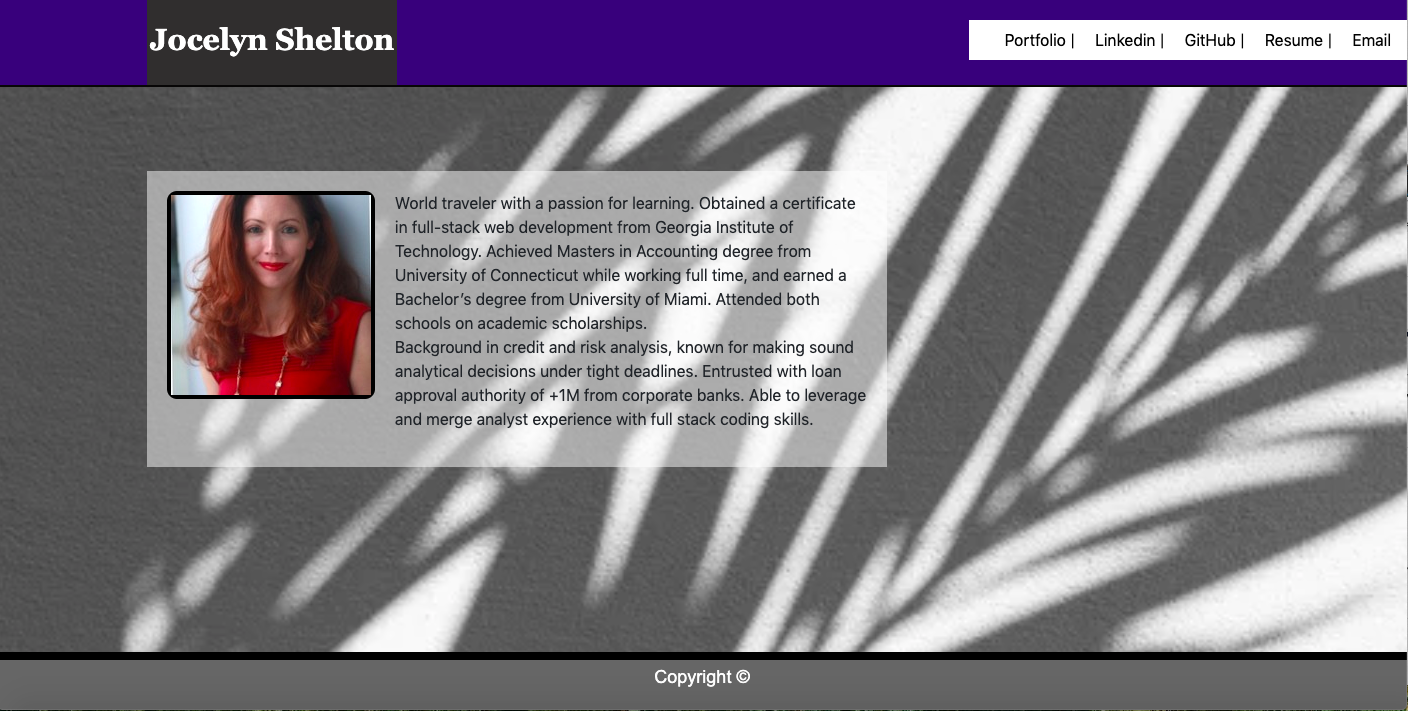 Jocelyn Shelton
Portfolio | Linkedin | GitHub | Resume | Email
World traveler with a passion for learning. Obtained a certificate
in full-stack web development from Georgia Institute of
Technology. Achieved Masters in Accounting degree from
University of Connecticut while working full time, and earned a
Bachelor’s degree from University of Miami. Attended both
schools on academic scholarships.
Background in credit and risk analysis, known for making sound
analytical decisions under tight deadlines. Entrusted with loan
approval authority of +1M from corporate banks. Able to leverage
and merge analyst experience with full stack coding skills.
Copyright ©